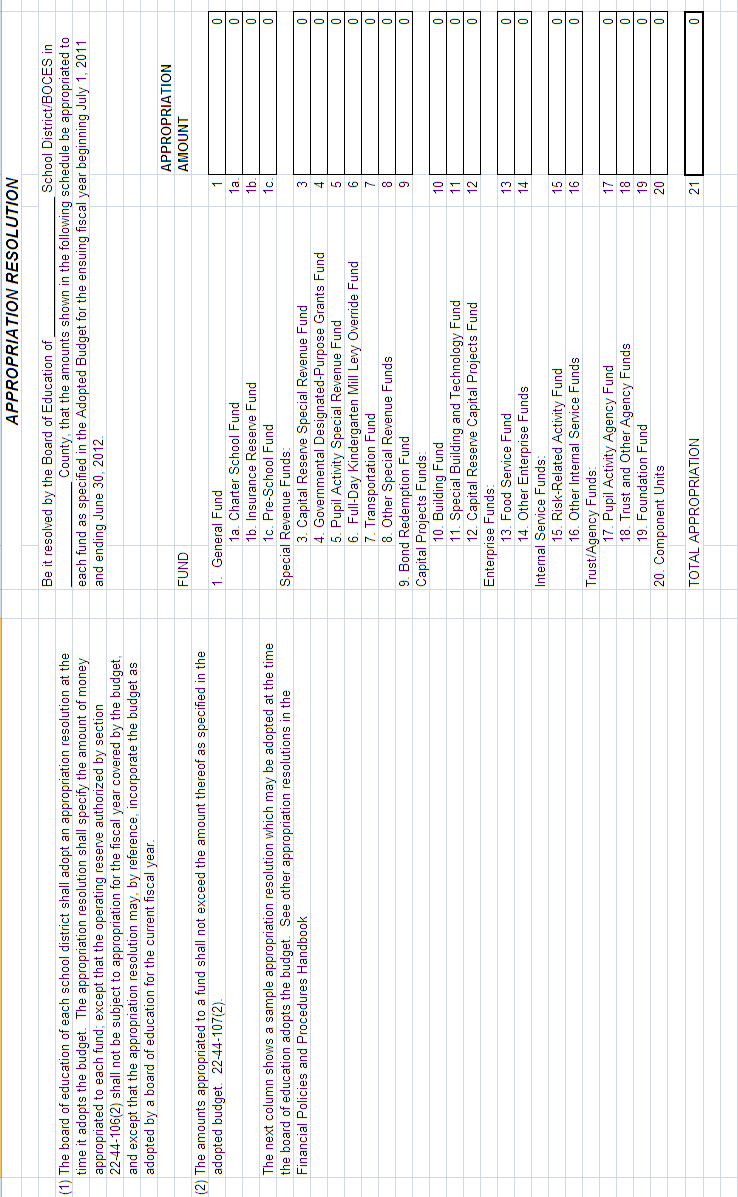 (1) The board of education of each school district shall adopt an appropriation resolution at the
time it adopts the budget. The appropriation resolution shall specify the amount of money
appropriated to each fund; except that the operating reserve authorized by section
22-44-106(2) shall not be subject to appropriation for the fiscal year covered by the budget,
and except that the appropriation resolution may, by reference, incorporate the budget as
adopted by a board of education for the current fiscal year.
(2) The amounts appropriated to a fund shall not exceed the amount thereof as specified in the
adopted budget. 22-44-107(2).
The next column shows a sample appropriation resolution which may be adopted at the time
the board of education adopts the budget. See other appropriation resolutions in the
Financial Policies and Procedures Handbook
APPROPRIATION RESOLUTION
Be it resolved by the Board of Education of ____________ School District/BOCES in
____________ County, that the amounts shown in the following schedule be appropriated to
each fund as specified in the Adopted Budget for the ensuing fiscal year beginning July 1, 2011
and ending June 30, 2012.
APPROPRIATION
FUND AMOUNT
1. General Fund 1 0
1a. Charter School Fund 1a. 0
1b. Insurance Reserve Fund 1b. 0
1c. Pre-School Fund 1c. 0
Special Revenue Funds:
3. Capital Reserve Special Revenue Fund 3 0
4. Governmental Designated-Purpose Grants Fund 4 0
5. Pupil Activity Special Revenue Fund 5 0
6. Full-Day Kindergarten Mill Levy Override Fund 6 0
7. Transportation Fund 7 0
8. Other Special Revenue Funds 8 0
9. Bond Redemption Fund 9 0
Capital Projects Funds:
10. Building Fund 10 0
11. Special Building and Technology Fund 11 0
12. Capital Reserve Capital Projects Fund 12 0
Enterprise Funds:
13. Food Service Fund 13 0
14. Other Enterprise Funds 14 0
Internal Service Funds:
15. Risk-Related Activity Fund 15 0
16. Other Internal Service Funds 16 0
Trust/Agency Funds:
17. Pupil Activity Agency Fund 17 0
18. Trust and Other Agency Funds 18 0
19. Foundation Fund 19 0
20. Component Units 20 0
TOTAL APPROPRIATION 21 0